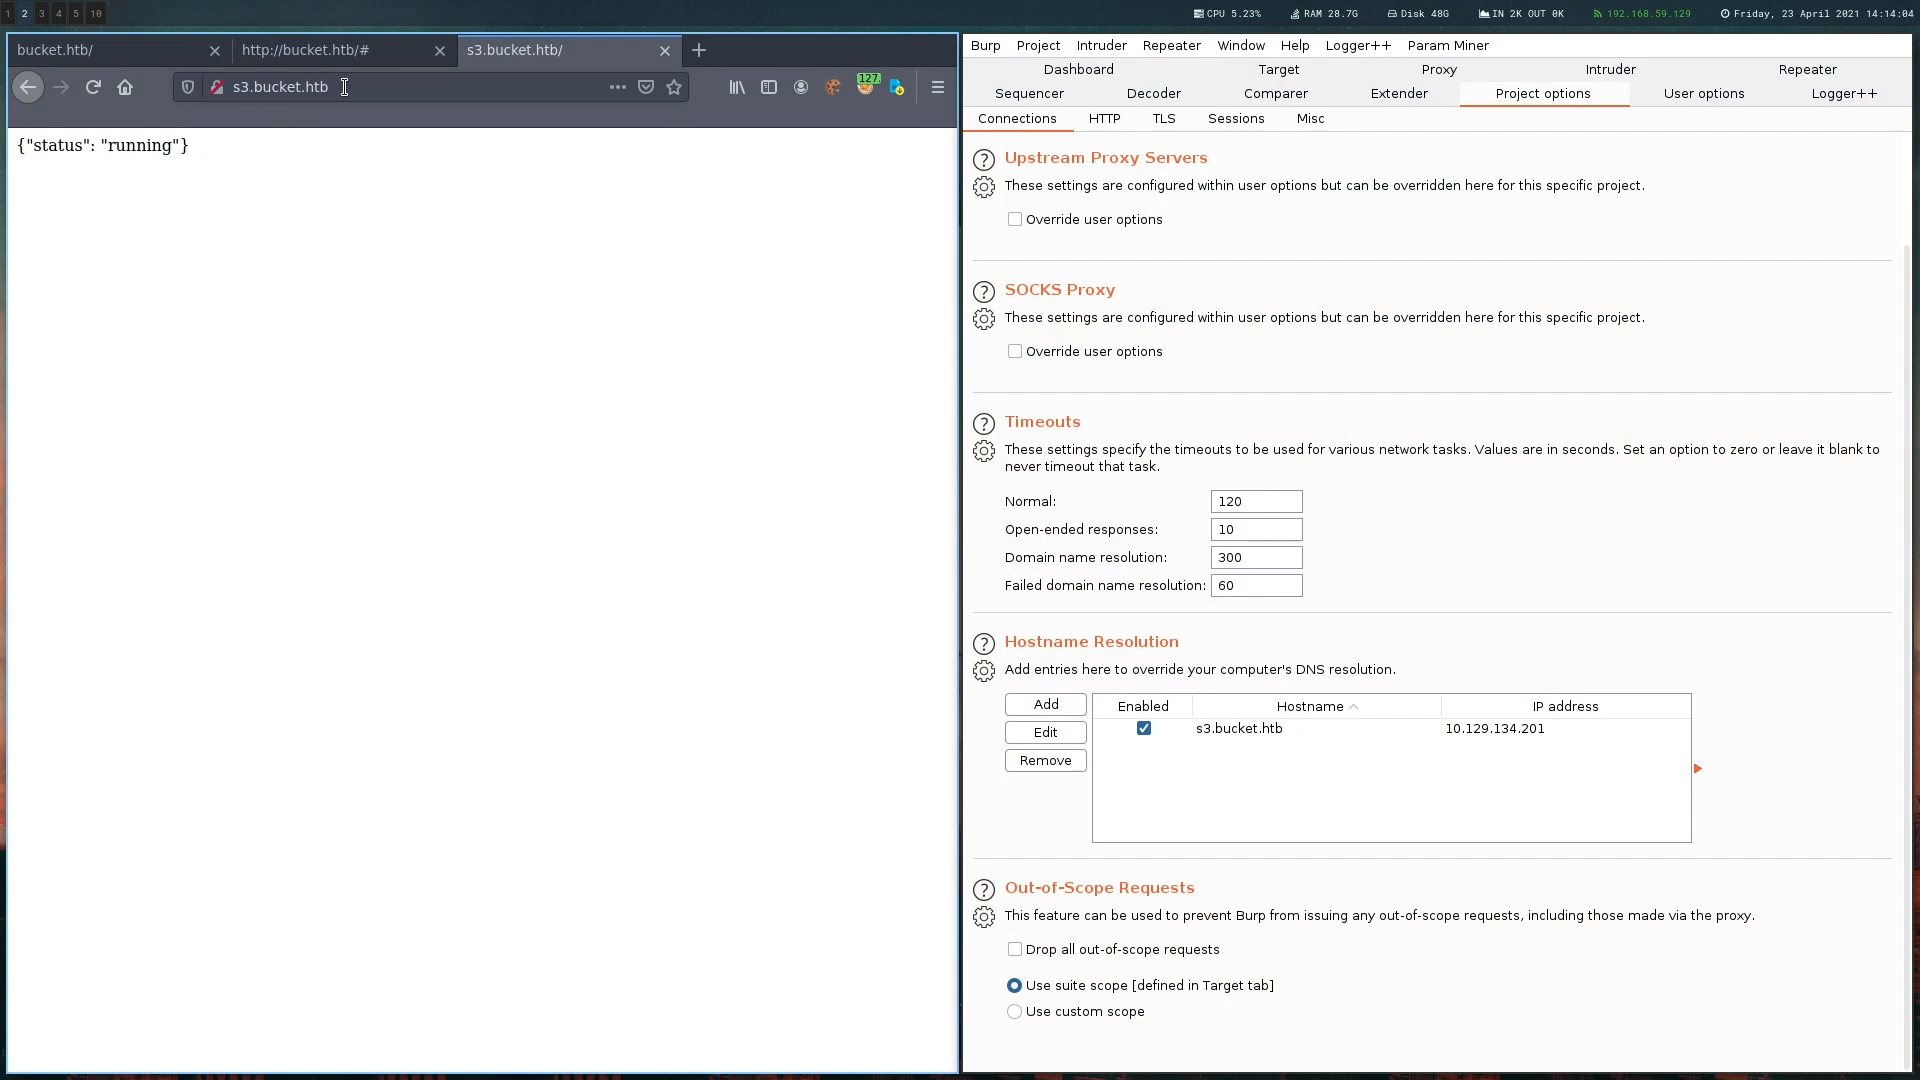 1 2 3 4 5 10
CPU 5.23% RAM 28.7G Disk 48G IN 2K OUT 0K 192.168.59.129 Friday, 23 April 2021 14:14:04
bucket.htb/ http://bucket.htb/# s3.bucket.htb/
s3.bucket.htb
127.
{"status": "running"}
Burp Project Intruder Repeater Window Help Logger++ Param Miner
Dashboard Target Proxy Intruder Repeater
Sequencer Decoder Comparer Extender Project options User options Logger++
Connections HTTP TLS Sessions Misc
Upstream Proxy Servers
These settings are configured within user options but can be overridden here for this specific project.
Override user options
SOCKS Proxy
These settings are configured within user options but can be overridden here for this specific project.
Override user options
Timeouts
These settings specify the timeouts to be used for various network tasks. Values are in seconds. Set an option to zero or leave it blank to
never timeout that task.
Normal: 120
Open-ended responses: 10
Domain name resolution: 300
Failed domain name resolution: 60
Hostname Resolution
Add entries here to override your computer's DNS resolution.
Add Enabled Hostname IP address
Edit s3.bucket.htb 10.129.134.201
Remove
Out-of-Scope Requests
This feature can be used to prevent Burp from issuing any out-of-scope requests, including those made via the proxy.
Drop all out-of-scope requests
Use suite scope [defined in Target tab]
Use custom scope